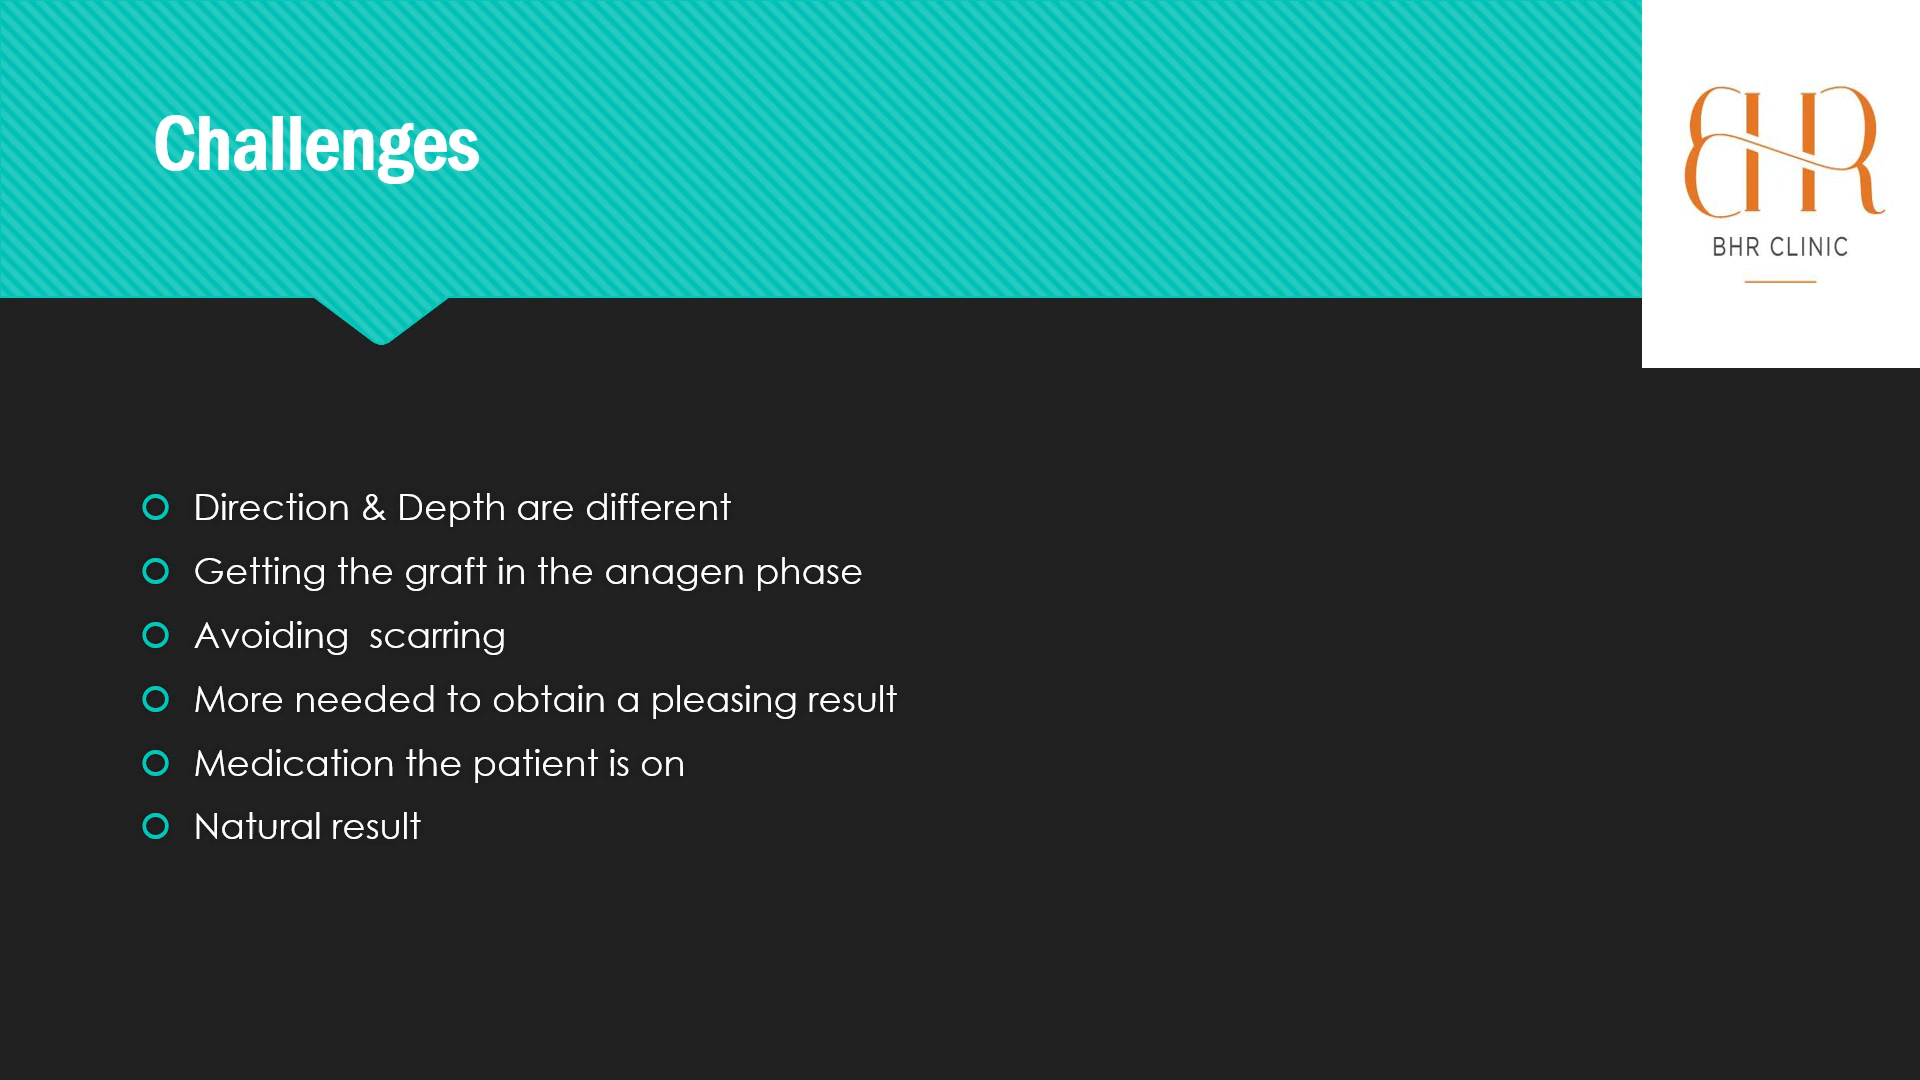 Challenges
BHR
BHR CLINIC
Direction & Depth are different
Getting the graft in the anagen phase
Avoiding  scarring
More needed to obtain a pleasing result
Medication the patient is on
Natural result